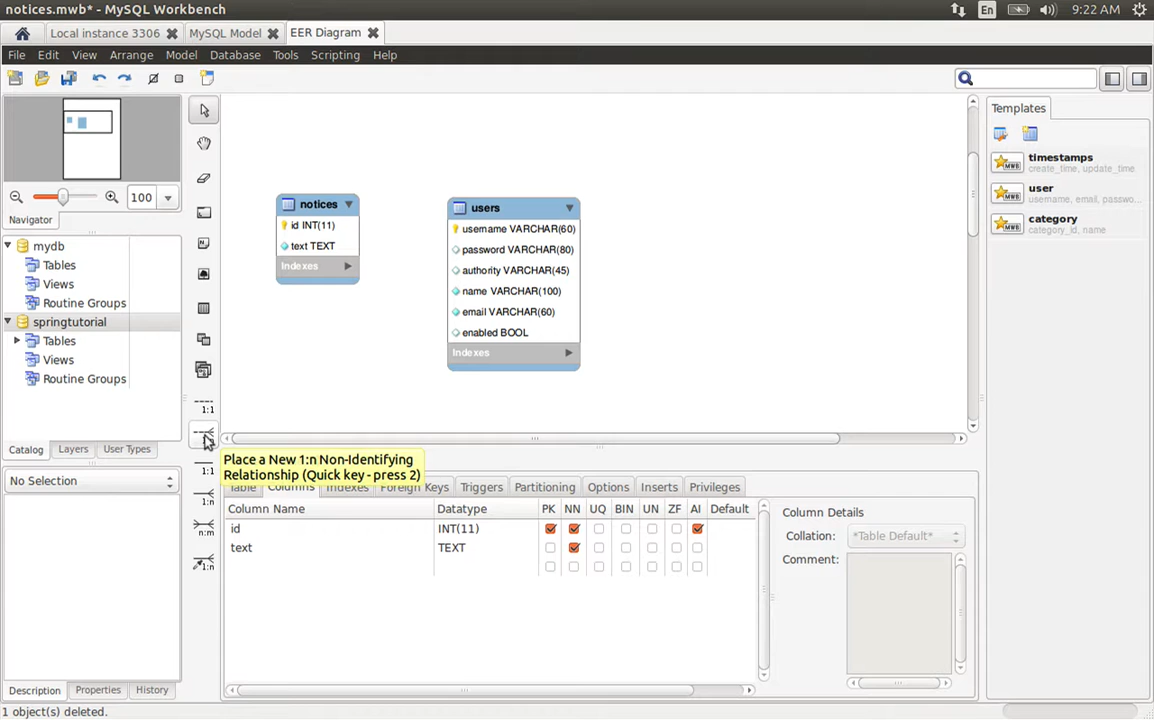 notices.mwb* - MySQL Workbench
En
9:22 AM
Local instance 3306
MySQL Model
EER Diagram
File Edit View Arrange Model Database Tools Scripting Help
100
Navigator
mydb
Tables
Views
Routine Groups
springtutorial
Tables
Views
Routine Groups
Catalog Layers User Types
No Selection
Description Properties History
1 object(s) deleted.
1:1
1:1
1:n
n:m
1:n
notices
id INT(11)
text TEXT
Indexes
users
username VARCHAR(60)
password VARCHAR(80)
authority VARCHAR(45)
name VARCHAR(100)
email VARCHAR(60)
enabled BOOL
Indexes
Place a New 1:n Non-Identifying
Relationship (Quick key - press 2)
Table Columns Indexes Foreign Keys Triggers Partitioning Options Inserts Privileges
Column Name Datatype PK NN UQ BIN UN ZF AI Default
id INT(11)
text TEXT
Column Details
Collation: *Table Default*
Comment:
Templates
MWB
timestamps
create_time, update_time
MWB
user
username, email, passwo...
MWB
category
category_id, name